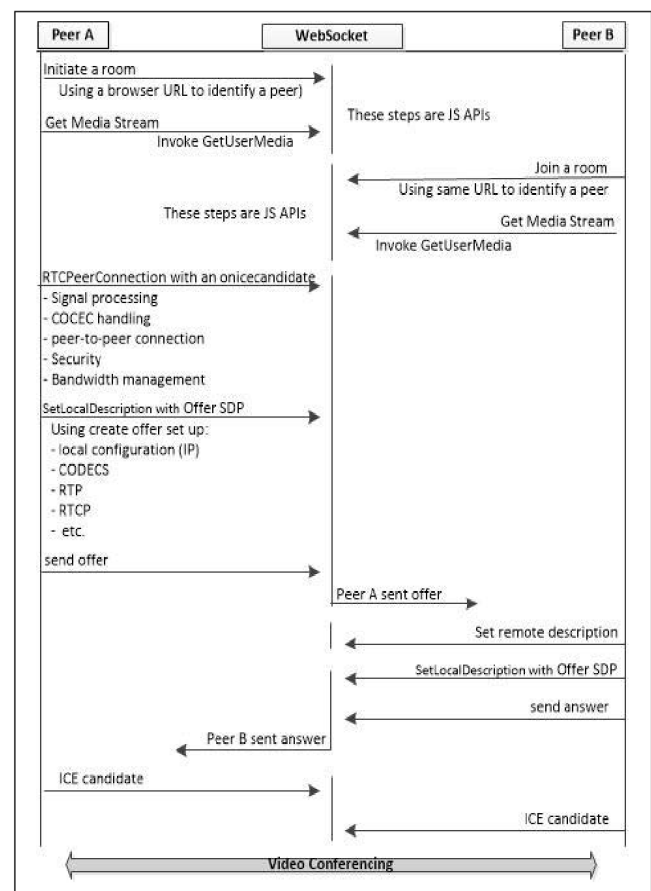 Peer A
WebSocket
Peer B
Initiate a room
Using a browser URL to identify a peer)
These steps are JS APIs
Get Media Stream
Invoke GetUserMedia
Join a room
Using same URL to identify a peer
These steps are JS APIs
Get Media Stream
Invoke GetUserMedia
RTCPeerConnection with an onicecandidate
- Signal processing
- COCEC handling
- peer-to-peer connection
- Security
- Bandwidth management
SetLocalDescription with Offer SDP
Using create offer set up:
- local configuration (IP)
- CODECS
- RTP
- RTCP
- etc.
send offer
Peer A sent offer
Set remote description
SetLocalDescription with Offer SDP
send answer
Peer B sent answer
ICE candidate
ICE candidate
Video Conferencing